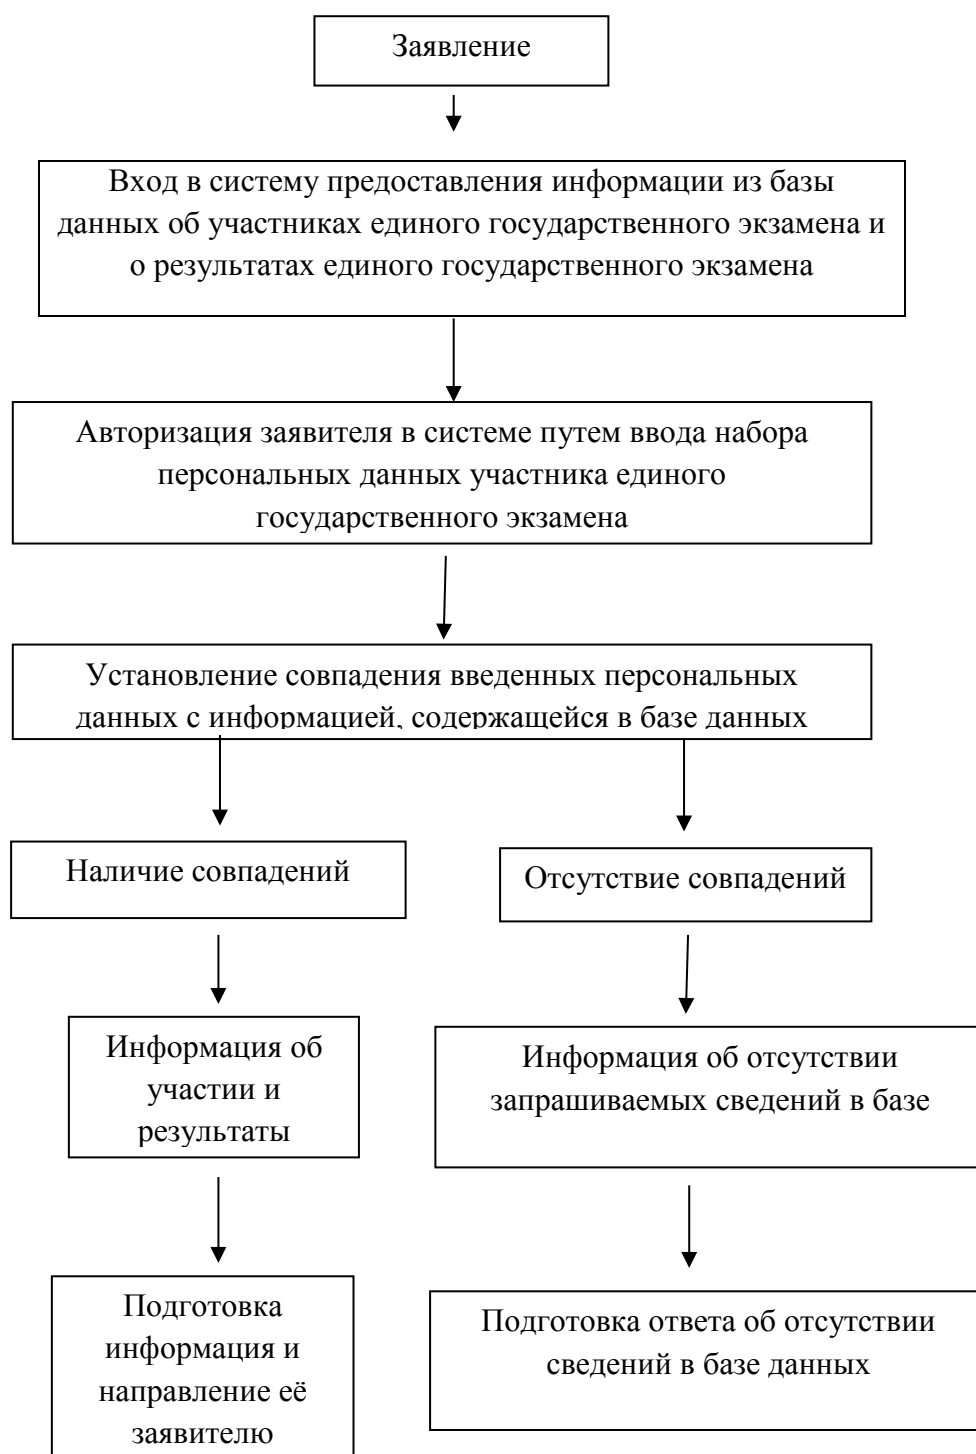 Заявление
Вход в систему предоставления информации из базы
данных об участниках единого государственного экзамена и
о результатах единого государственного экзамена
Авторизация заявителя в системе путем ввода набора
персональных данных участника единого
государственного экзамена
Установление совпадения введенных персональных
данных с информацией, содержащейся в базе данных
Наличие совпадений
Отсутствие совпадений
Информация об
участии и
результаты
Информация об отсутствии
запрашиваемых сведений в базе
Подготовка
информация и
направление её
заявителю
Подготовка ответа об отсутствии
сведений в базе данных